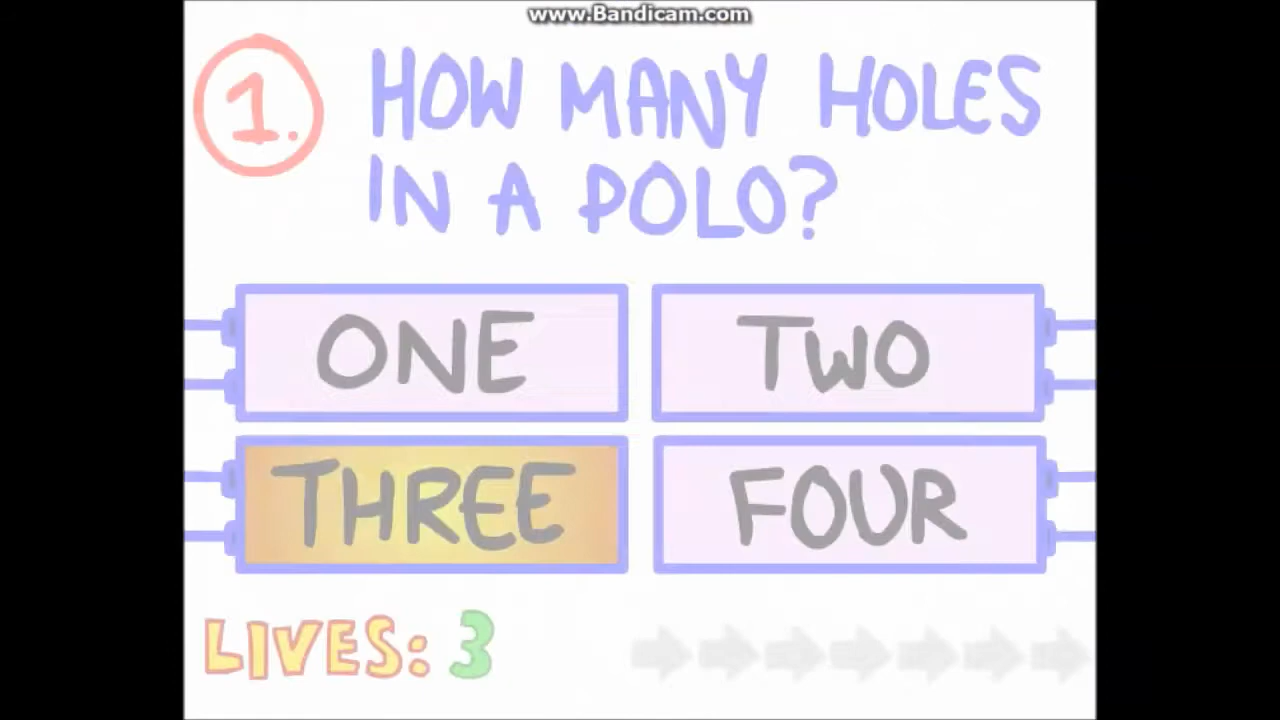 www.Bandicam.com
1. HOW MANY HOLES
IN A POLO?
ONE
TWO
THREE
FOUR
LIVES: 3